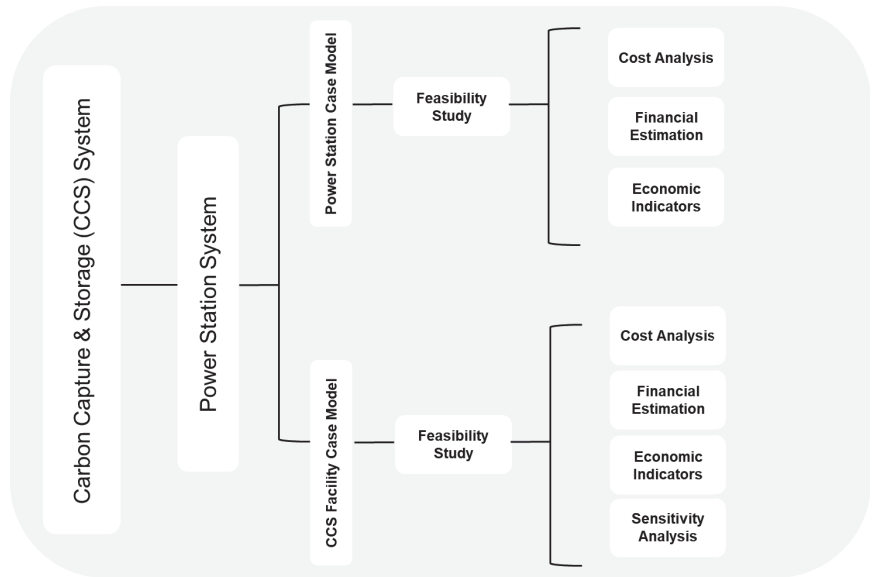 Carbon Capture & Storage (CCS) System
Power Station System
Power Station Case Model
Feasibility
Study
Cost Analysis
Financial
Estimation
Economic
Indicators
CCS Facility Case Model
Feasibility
Study
Cost Analysis
Financial
Estimation
Economic
Indicators
Sensitivity
Analysis